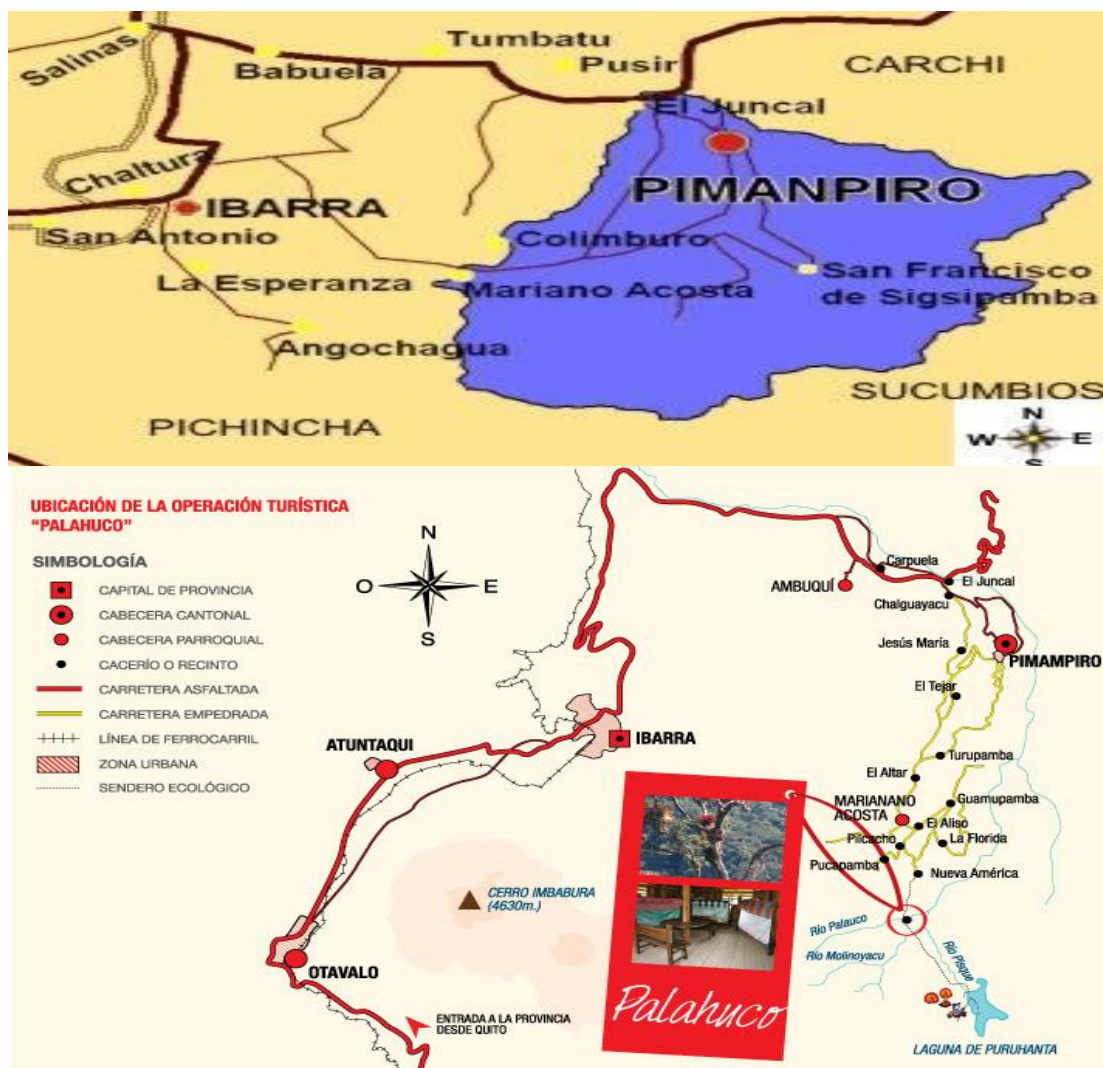 Salinas
Babuela
Tumbatu
Pusir
CARCHI
El Juncal
Chaltura
PIMANPIRO
IBARRA
San Antonio
Colimburo
La Esperanza
Mariano Acosta
San Francisco
de Sigsipamba
Angochagua
SUCUMBIOS
PICHINCHA
N
W
E
S
UBICACIÓN DE LA OPERACIÓN TURÍSTICA
“PALAHUCO”
SIMBOLOGÍA
CAPITAL DE PROVINCIA
CABECERA CANTONAL
CABECERA PARROQUIAL
CACERÍO O RECINTO
CARRETERA ASFALTADA
CARRETERA EMPEDRADA
LÍNEA DE FERROCARRIL
ZONA URBANA
SENDERO ECOLÓGICO
N
O
E
S
Carpuela
AMBUQUÍ
El Juncal
Chalguayacu
Jesús María
PIMAMPIRO
El Tejar
IBARRA
ATUNTAQUI
Turupamba
El Altar
Guamupamba
MARIANANO
ACOSTA
El Aliso
Pilcacho
La Florida
Pucapamba
Nueva América
CERRO IMBABURA
(4630m.)
Río Palauco
Río Molinoyacu
Río Pisque
OTAVALO
Palahuco
ENTRADA A LA PROVINCIA
DESDE QUITO
LAGUNA DE PURUHANTA